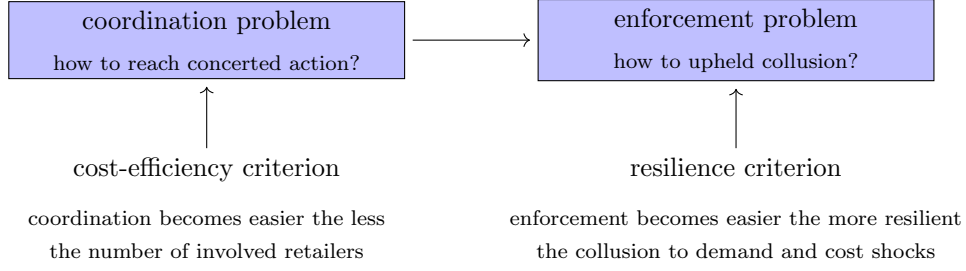 coordination problem
how to reach concerted action?
enforcement problem
how to upheld collusion?
cost-efficiency criterion
coordination becomes easier the less
the number of involved retailers
resilience criterion
enforcement becomes easier the more resilient
the collusion to demand and cost shocks